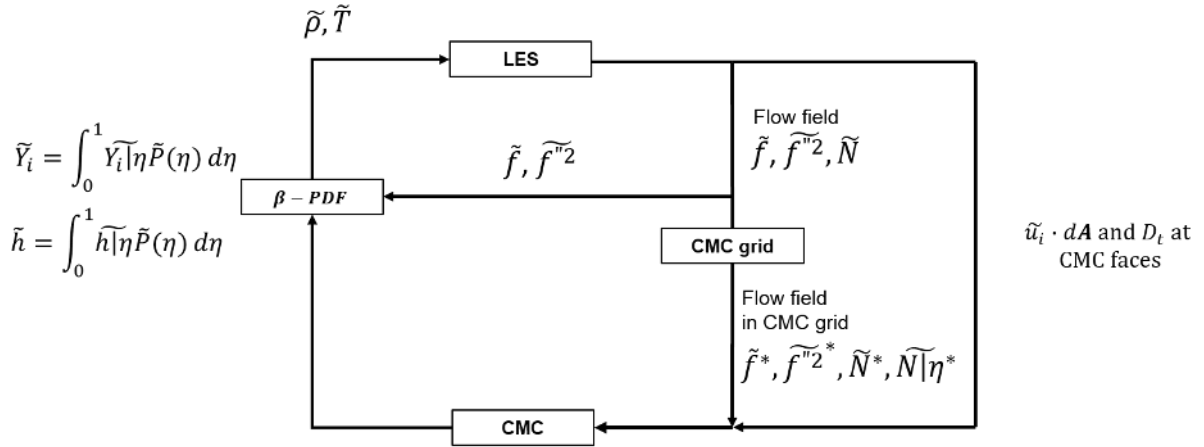 ρ̃, T̃
LES
Flow field
f̃, f̃"², Ñ
Ỹᵢ = ∫₀¹ Ỹᵢ|η P̃(η) dη
f̃, f̃"²
β − PDF
h̃ = ∫₀¹ h̃|η P̃(η) dη
CMC grid
ũᵢ · dA and Dₜ at
CMC faces
Flow field
in CMC grid
f̃*, f̃"²*, Ñ*, Ñ|η*
CMC